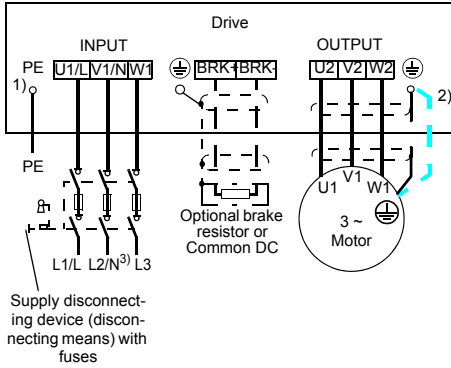 Drive
INPUT
OUTPUT
PE U1/L V1/N W1 BRK+ BRK- U2 V2 W2
1)
2)
PE
U1 V1 W1
3 ~
Motor
Optional brake
resistor or
Common DC
L1/L L2/N 3) L3
Supply disconnect-
ing device (discon-
necting means) with
fuses